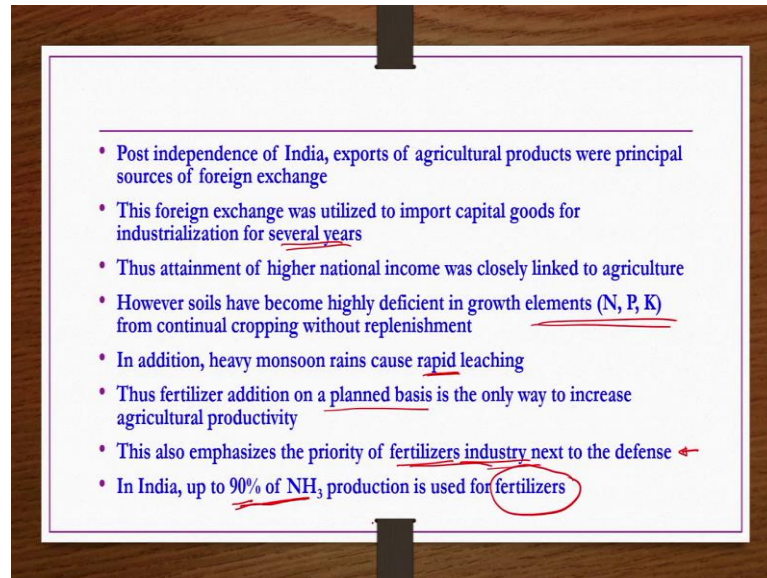 • Post independence of India, exports of agricultural products were principal
sources of foreign exchange
• This foreign exchange was utilized to import capital goods for
industrialization for several years
• Thus attainment of higher national income was closely linked to agriculture
• However soils have become highly deficient in growth elements (N, P, K)
from continual cropping without replenishment
• In addition, heavy monsoon rains cause rapid leaching
• Thus fertilizer addition on a planned basis is the only way to increase
agricultural productivity
• This also emphasizes the priority of fertilizers industry next to the defense
• In India, up to 90% of NH₃ production is used for fertilizers